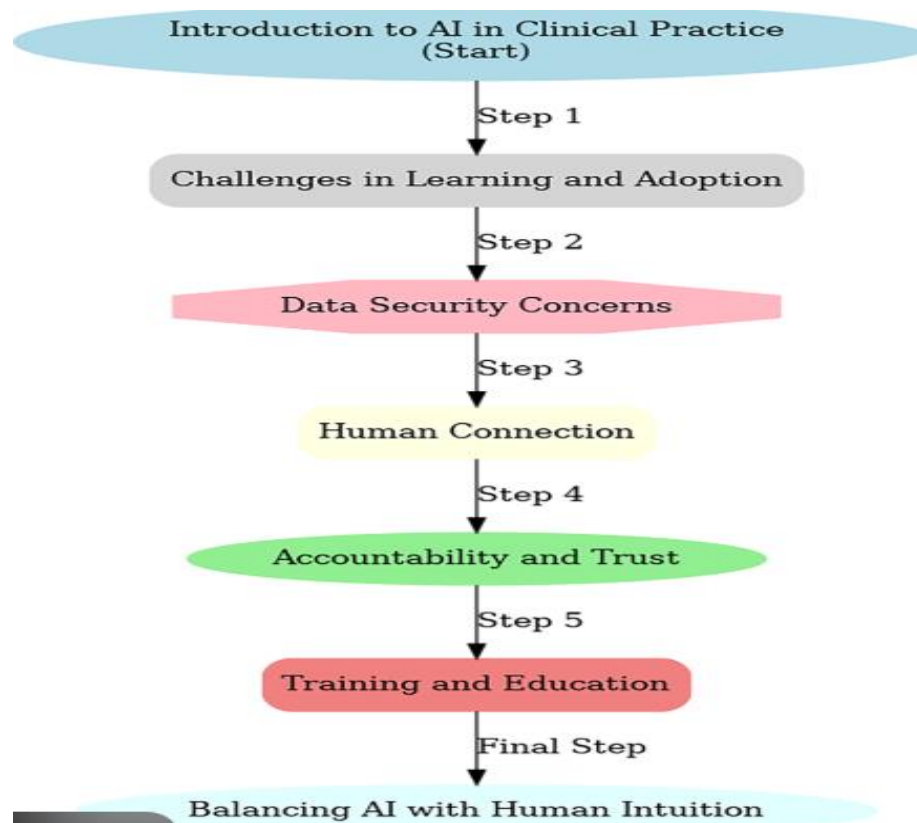 Introduction to AI in Clinical Practice
(Start)
Step 1
Challenges in Learning and Adoption
Step 2
Data Security Concerns
Step 3
Human Connection
Step 4
Accountability and Trust
Step 5
Training and Education
Final Step
Balancing AI with Human Intuition